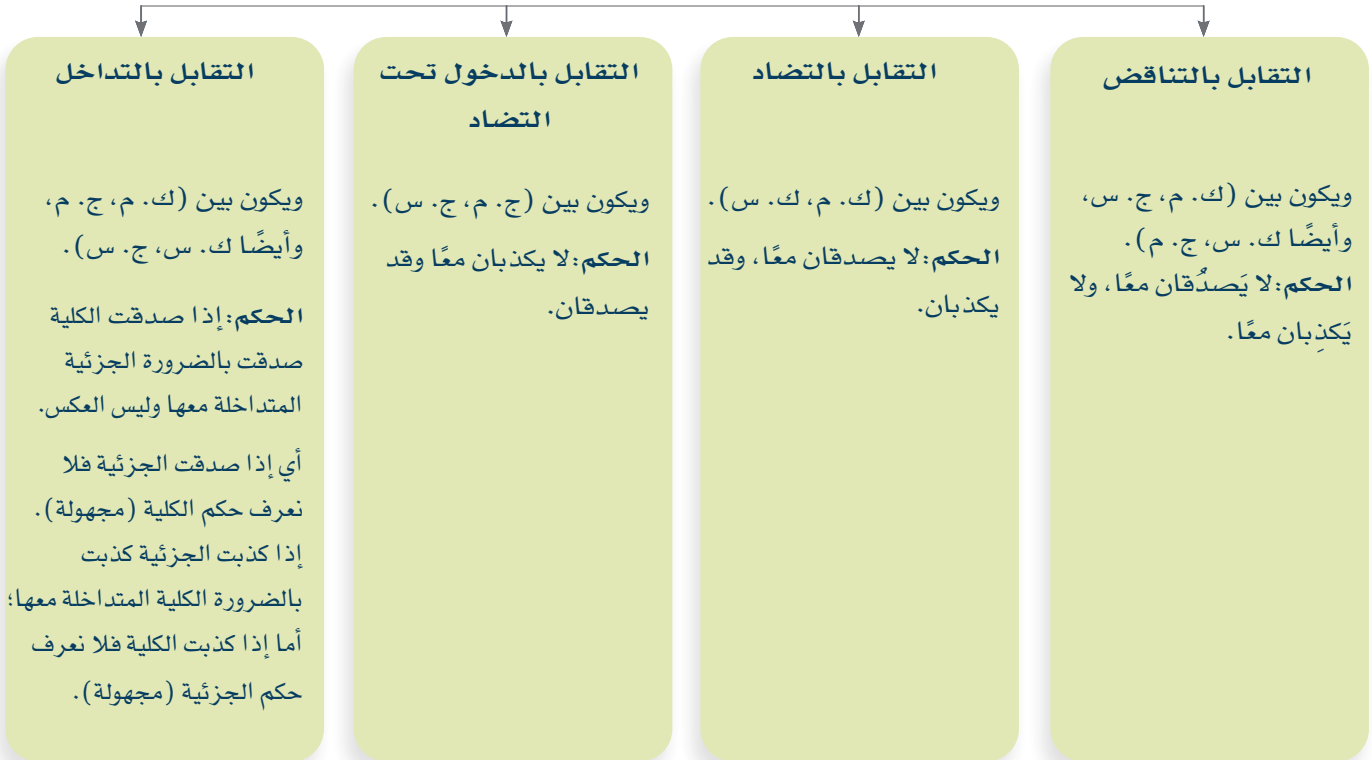 التقابل بالتناقض
ويكون بين (ك. م، ج. س،
وأيضًا ك. س، ج. م).
الحكم:لا يَصدُقان معًا، ولا
يَكذِبان معًا.
التقابل بالتضاد
ويكون بين (ك. م، ك. س).
الحكم:لا يصدقان معًا، وقد
يكذبان.
التقابل بالدخول تحت
التضاد
ويكون بين (ج. م، ج. س).
الحكم:لا يكذبان معًا وقد
يصدقان.
التقابل بالتداخل
ويكون بين (ك. م، ج. م،
وأيضًا ك. س، ج. س).
الحكم:إذا صدقت الكلية
صدقت بالضرورة الجزئية
المتداخلة معها وليس العكس.
أي إذا صدقت الجزئية فلا
نعرف حكم الكلية (مجهولة).
إذا كذبت الجزئية كذبت
بالضرورة الكلية المتداخلة معها؛
أما إذا كذبت الكلية فلا نعرف
حكم الجزئية (مجهولة).